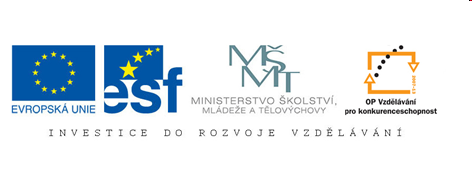 EVROPSKÁ UNIE
esf
MŠMT
MINISTERSTVO ŠKOLSTVÍ,
MLÁDEŽE A TĚLOVÝCHOVY
OP Vzdělávání
pro konkurenceschopnost
INVESTICE DO ROZVOJE VZDĚLÁVÁNÍ